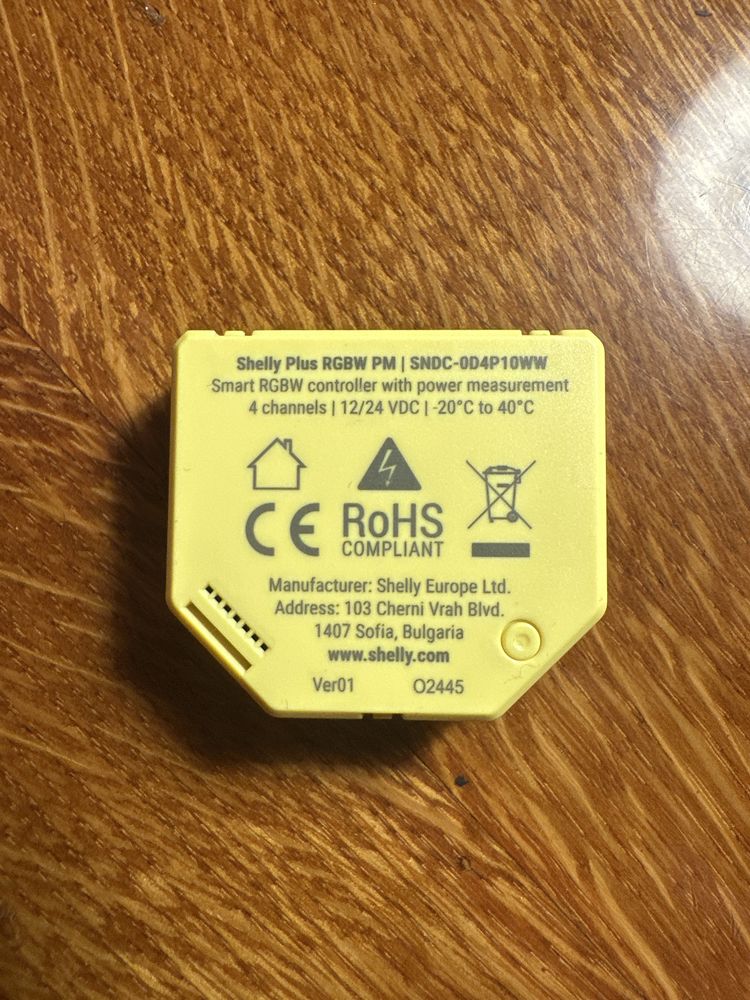 Shelly Plus RGBW PM | SNDC-0D4P10WW
Smart RGBW controller with power measurement
4 channels | 12/24 VDC | -20°C to 40°C
CE
RoHS
COMPLIANT
Manufacturer: Shelly Europe Ltd.
Address: 103 Cherni Vrah Blvd.
1407 Sofia, Bulgaria
www.shelly.com
Ver01 O2445